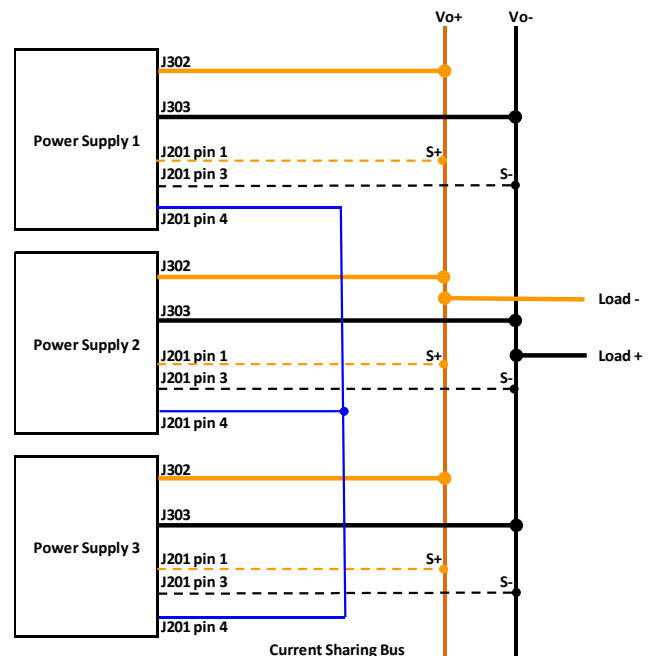 Vo+ Vo-
J302
J303
Power Supply 1
J201 pin 1 S+
J201 pin 3 S-
J201 pin 4
J302
Load -
J303
Power Supply 2
Load +
J201 pin 1 S+
J201 pin 3 S-
J201 pin 4
J302
J303
Power Supply 3
J201 pin 1 S+
J201 pin 3 S-
J201 pin 4
Current Sharing Bus